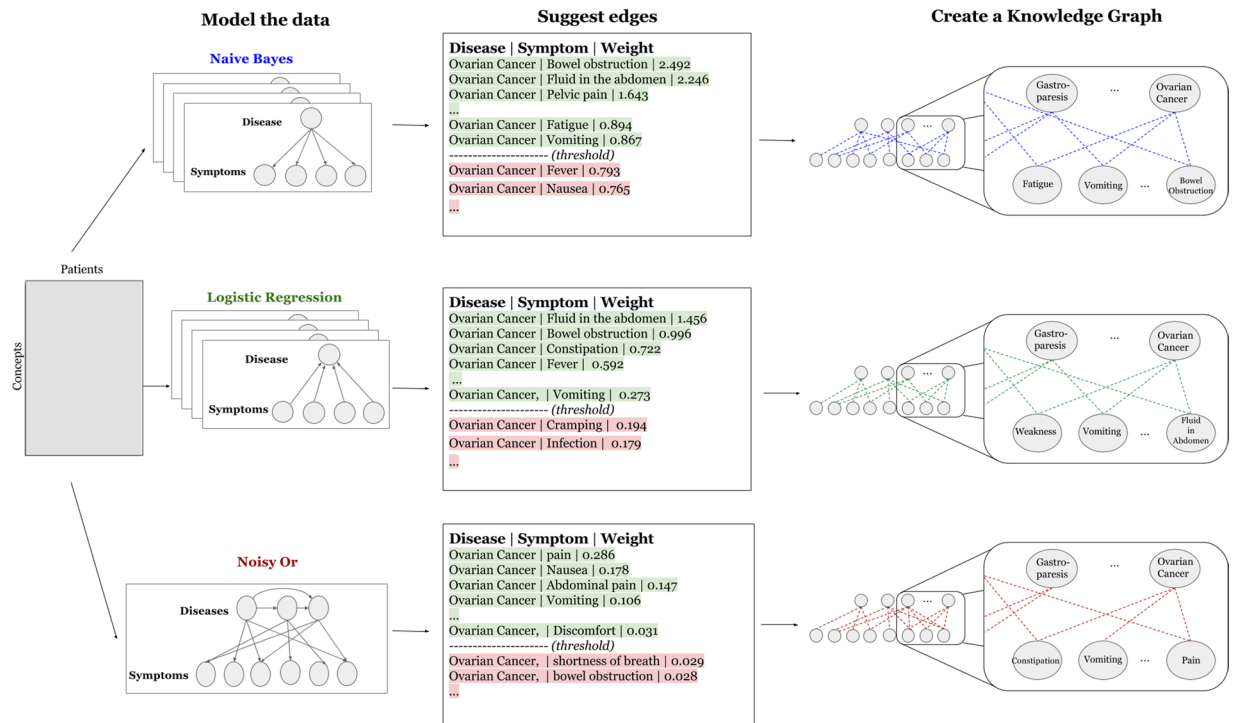 Model the data
Suggest edges
Create a Knowledge Graph
Naive Bayes
Disease
Symptoms
Disease | Symptom | Weight
Ovarian Cancer | Bowel obstruction | 2.492
Ovarian Cancer | Fluid in the abdomen | 2.246
Ovarian Cancer | Pelvic pain | 1.643
...
Ovarian Cancer | Fatigue | 0.894
Ovarian Cancer | Vomiting | 0.867
--------------------- (threshold)
Ovarian Cancer | Fever | 0.793
Ovarian Cancer | Nausea | 0.765
...
...
Gastro-
paresis
...
Ovarian
Cancer
Fatigue
Vomiting
...
Bowel
Obstruction
Patients
Concepts
Logistic Regression
Disease
Symptoms
Disease | Symptom | Weight
Ovarian Cancer | Fluid in the abdomen | 1.456
Ovarian Cancer | Bowel obstruction | 0.996
Ovarian Cancer | Constipation | 0.722
Ovarian Cancer | Fever | 0.592
...
Ovarian Cancer, | Vomiting | 0.273
--------------------- (threshold)
Ovarian Cancer | Cramping | 0.194
Ovarian Cancer | Infection | 0.179
...
...
Gastro-
paresis
...
Ovarian
Cancer
Weakness
Vomiting
...
Fluid
in
Abdomen
Noisy Or
Diseases
Symptoms
Disease | Symptom | Weight
Ovarian Cancer | pain | 0.286
Ovarian Cancer | Nausea | 0.178
Ovarian Cancer | Abdominal pain | 0.147
Ovarian Cancer | Vomiting | 0.106
...
Ovarian Cancer, | Discomfort | 0.031
--------------------- (threshold)
Ovarian Cancer, | shortness of breath | 0.029
Ovarian Cancer, | bowel obstruction | 0.028
...
...
Gastro-
paresis
...
Ovarian
Cancer
Constipation
Vomiting
...
Pain